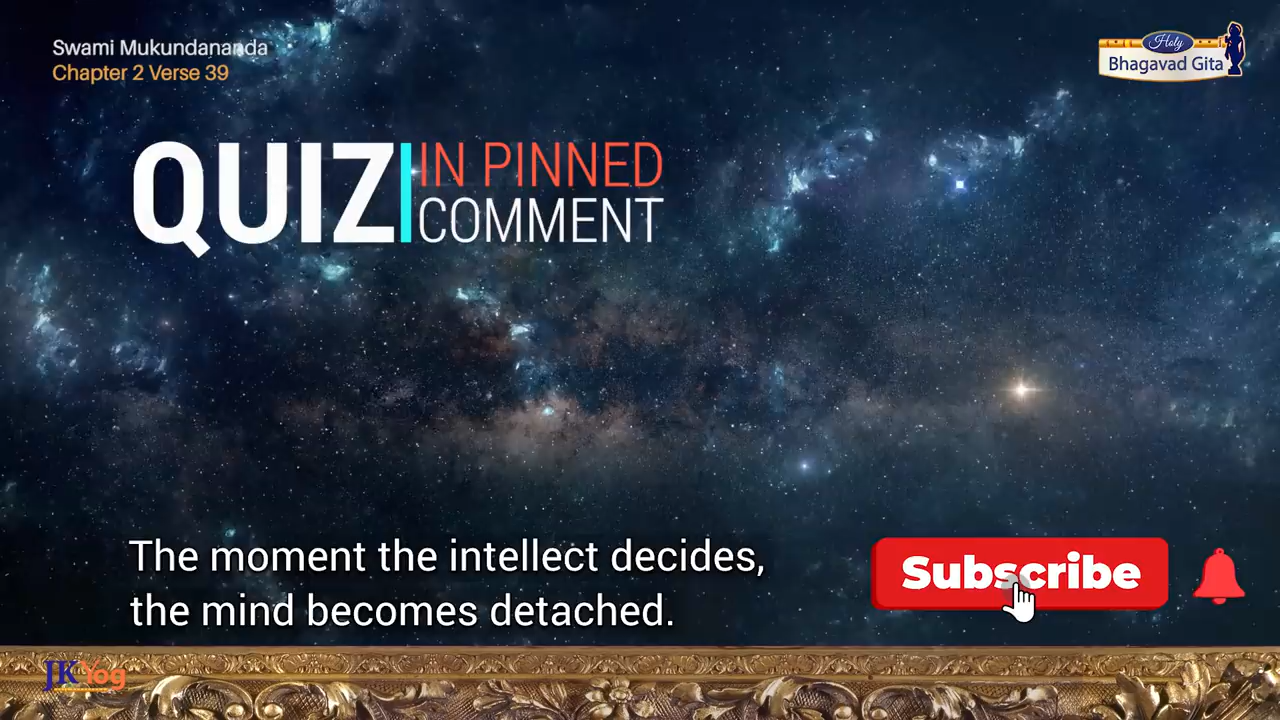 Swami Mukundananda
Chapter 2 Verse 39
Holy
Bhagavad Gita
QUIZ
IN PINNED
COMMENT
The moment the intellect decides,
the mind becomes detached.
Subscribe
JKYog